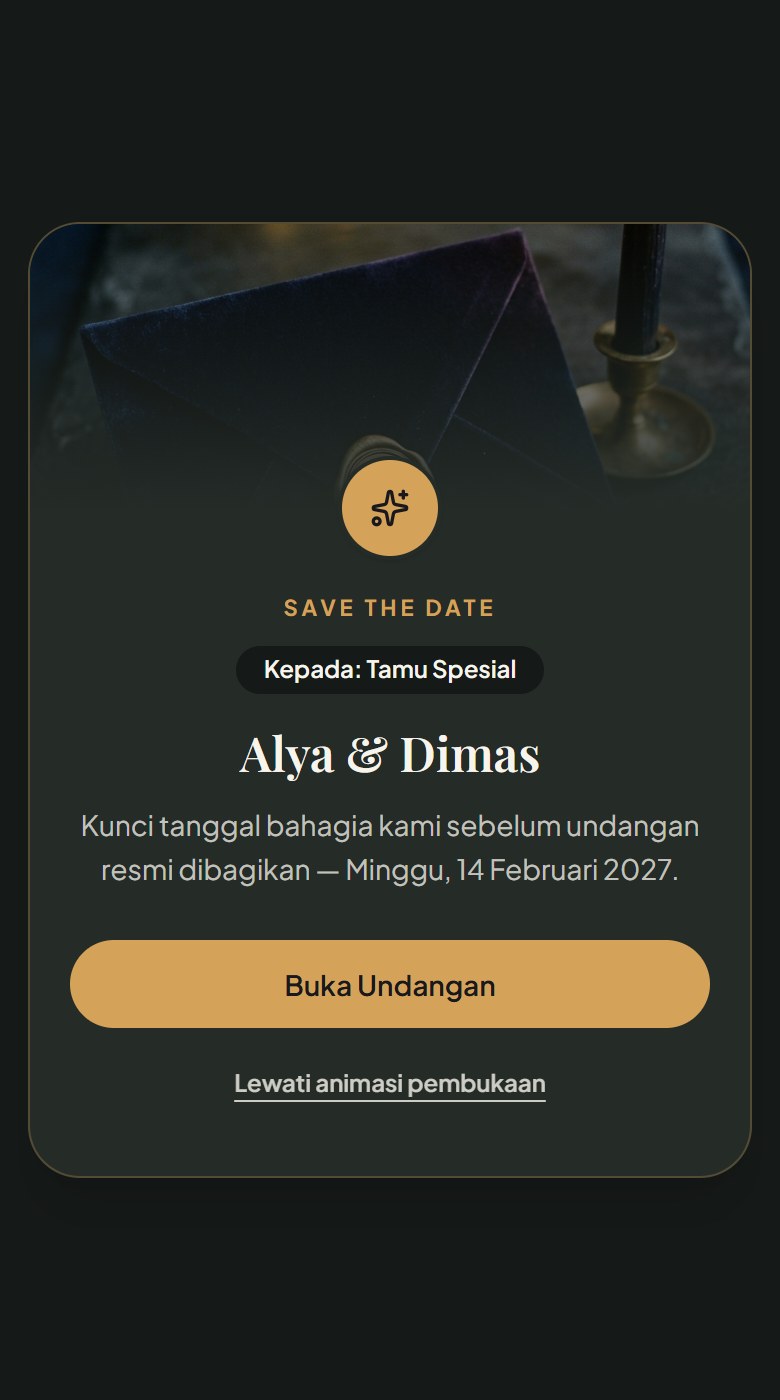 SAVE THE DATE
Kepada: Tamu Spesial
Alya & Dimas
Kunci tanggal bahagia kami sebelum undangan
resmi dibagikan — Minggu, 14 Februari 2027.
Buka Undangan
Lewati animasi pembukaan